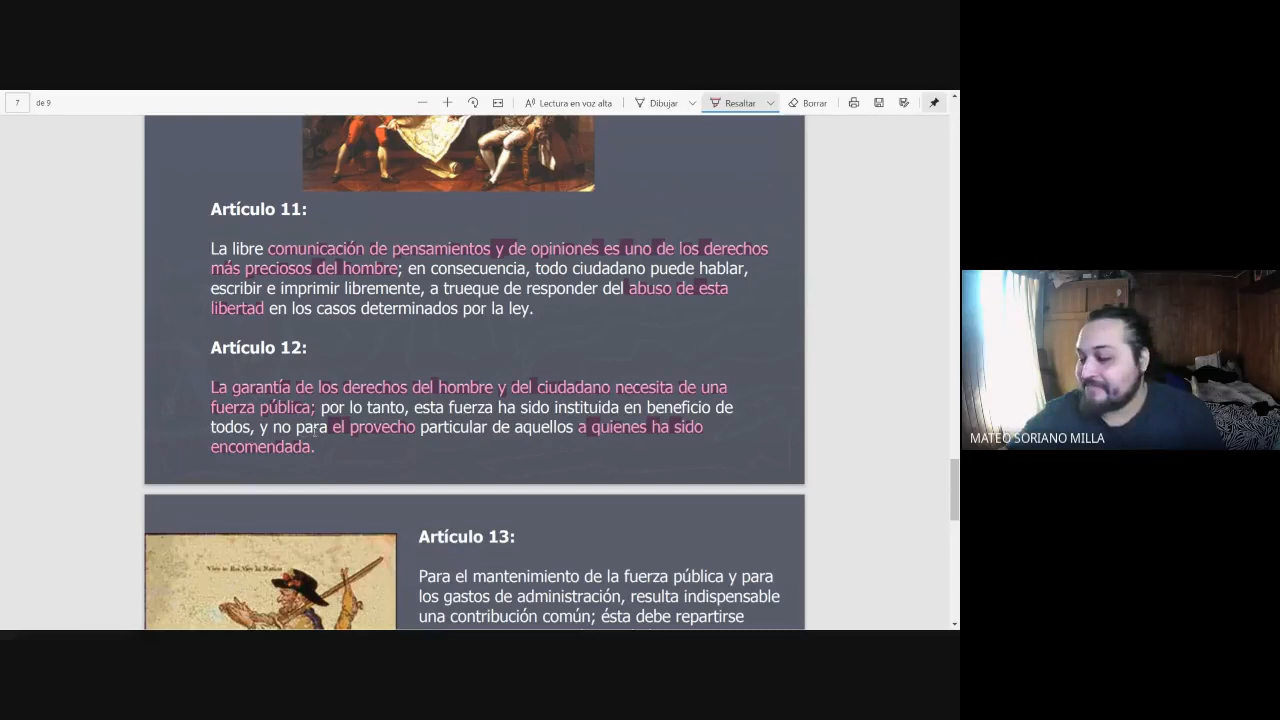 7 de 9 Lectura en voz alta Dibujar Resaltar Borrar
Artículo 11:
La libre comunicación de pensamientos y de opiniones es uno de los derechos
más preciosos del hombre; en consecuencia, todo ciudadano puede hablar,
escribir e imprimir libremente, a trueque de responder del abuso de esta
libertad en los casos determinados por la ley.
Artículo 12:
La garantía de los derechos del hombre y del ciudadano necesita de una
fuerza pública; por lo tanto, esta fuerza ha sido instituida en beneficio de
todos, y no para el provecho particular de aquellos a quienes ha sido
encomendada.
Artículo 13:
Para el mantenimiento de la fuerza pública y para
los gastos de administración, resulta indispensable
una contribución común; ésta debe repartirse
MATEO SORIANO MILLA